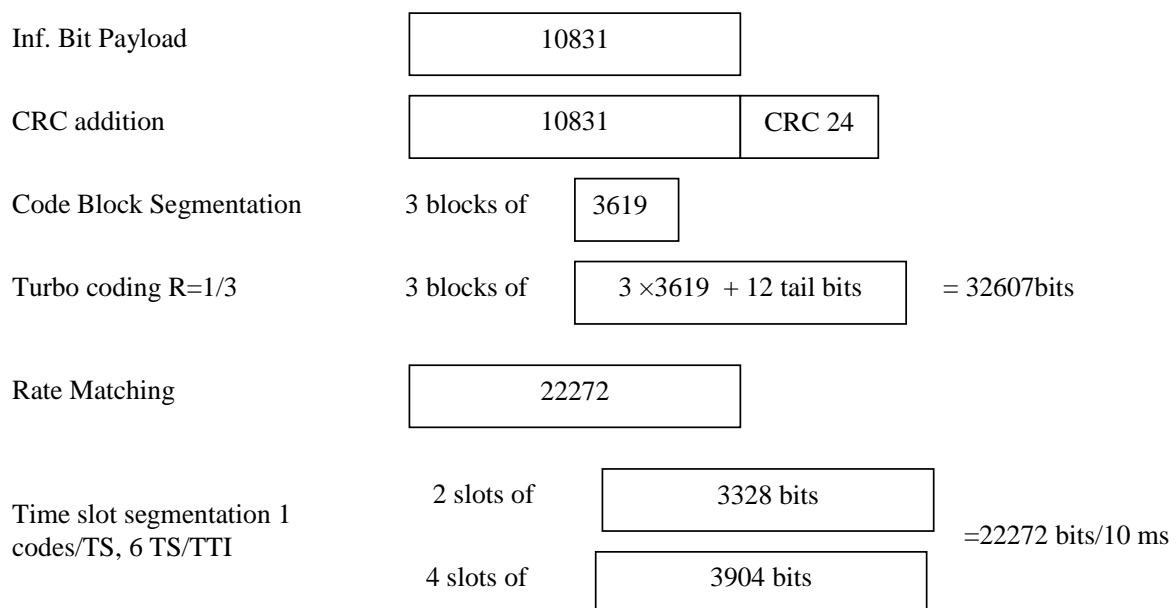 Inf. Bit Payload 10831
CRC addition 10831 CRC 24
Code Block Segmentation 3 blocks of 3619
Turbo coding R=1/3 3 blocks of 3 ×3619 + 12 tail bits = 32607bits
Rate Matching 22272
2 slots of 3328 bits
Time slot segmentation 1
codes/TS, 6 TS/TTI =22272 bits/10 ms
4 slots of 3904 bits